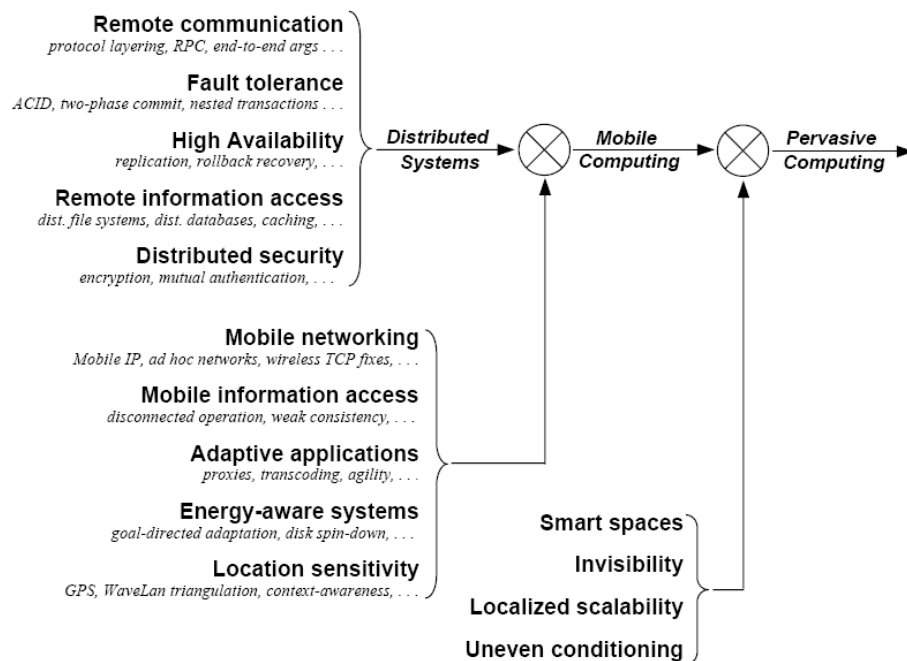 Remote communication
protocol layering, RPC, end-to-end args . . .
Fault tolerance
ACID, two-phase commit, nested transactions . . .
High Availability
replication, rollback recovery, . . .
Remote information access
dist. file systems, dist. databases, caching, . . .
Distributed security
encryption, mutual authentication, . . .
Distributed
Systems
Mobile
Computing
Pervasive
Computing
Mobile networking
Mobile IP, ad hoc networks, wireless TCP fixes, . . .
Mobile information access
disconnected operation, weak consistency, . . .
Adaptive applications
proxies, transcoding, agility, . . .
Energy-aware systems
goal-directed adaptation, disk spin-down, . . .
Location sensitivity
GPS, WaveLan triangulation, context-awareness, . . .
Smart spaces
Invisibility
Localized scalability
Uneven conditioning